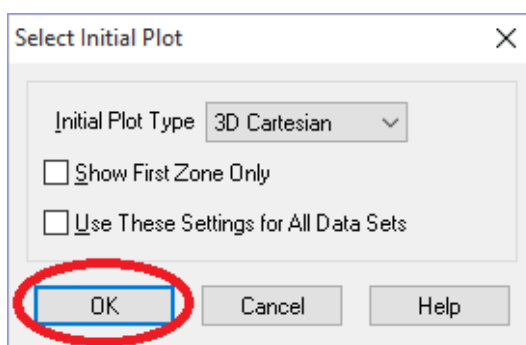 Select Initial Plot
Initial Plot Type 3D Cartesian
Show First Zone Only
Use These Settings for All Data Sets
OK Cancel Help